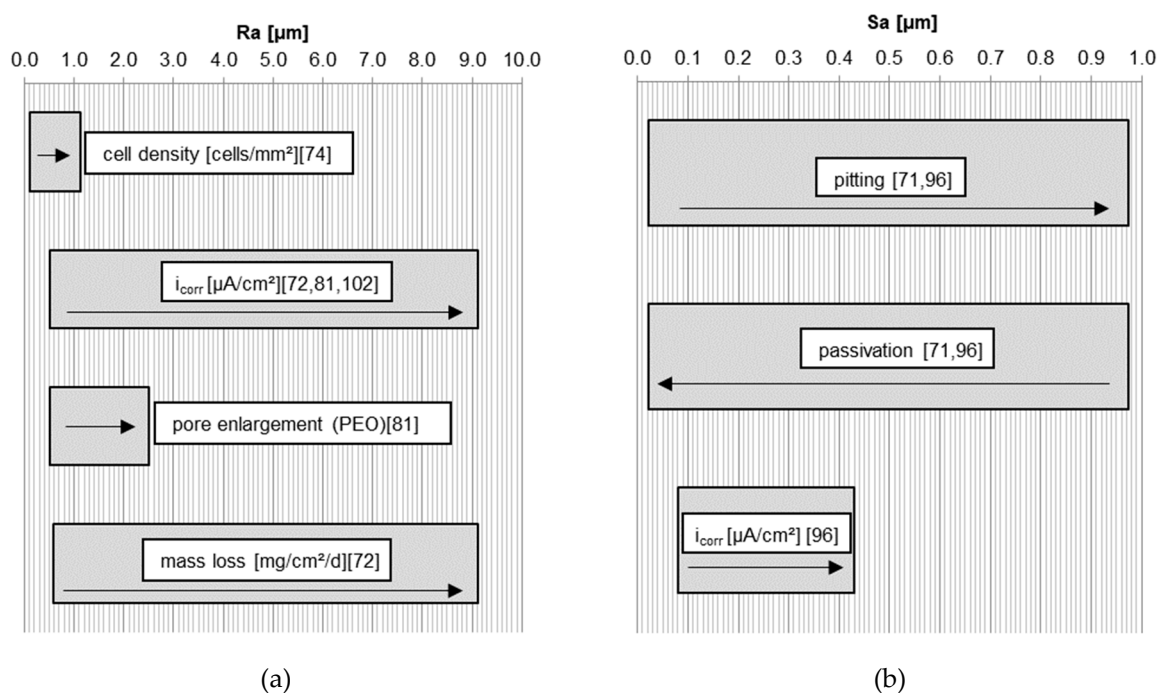 Ra [µm]
0.0 1.0 2.0 3.0 4.0 5.0 6.0 7.0 8.0 9.0 10.0
cell density [cells/mm²][74]
i_corr [µA/cm²][72,81,102]
pore enlargement (PEO)[81]
mass loss [mg/cm²/d][72]
(a)
Sa [µm]
0.0 0.1 0.2 0.3 0.4 0.5 0.6 0.7 0.8 0.9 1.0
pitting [71,96]
passivation [71,96]
i_corr [µA/cm²] [96]
(b)